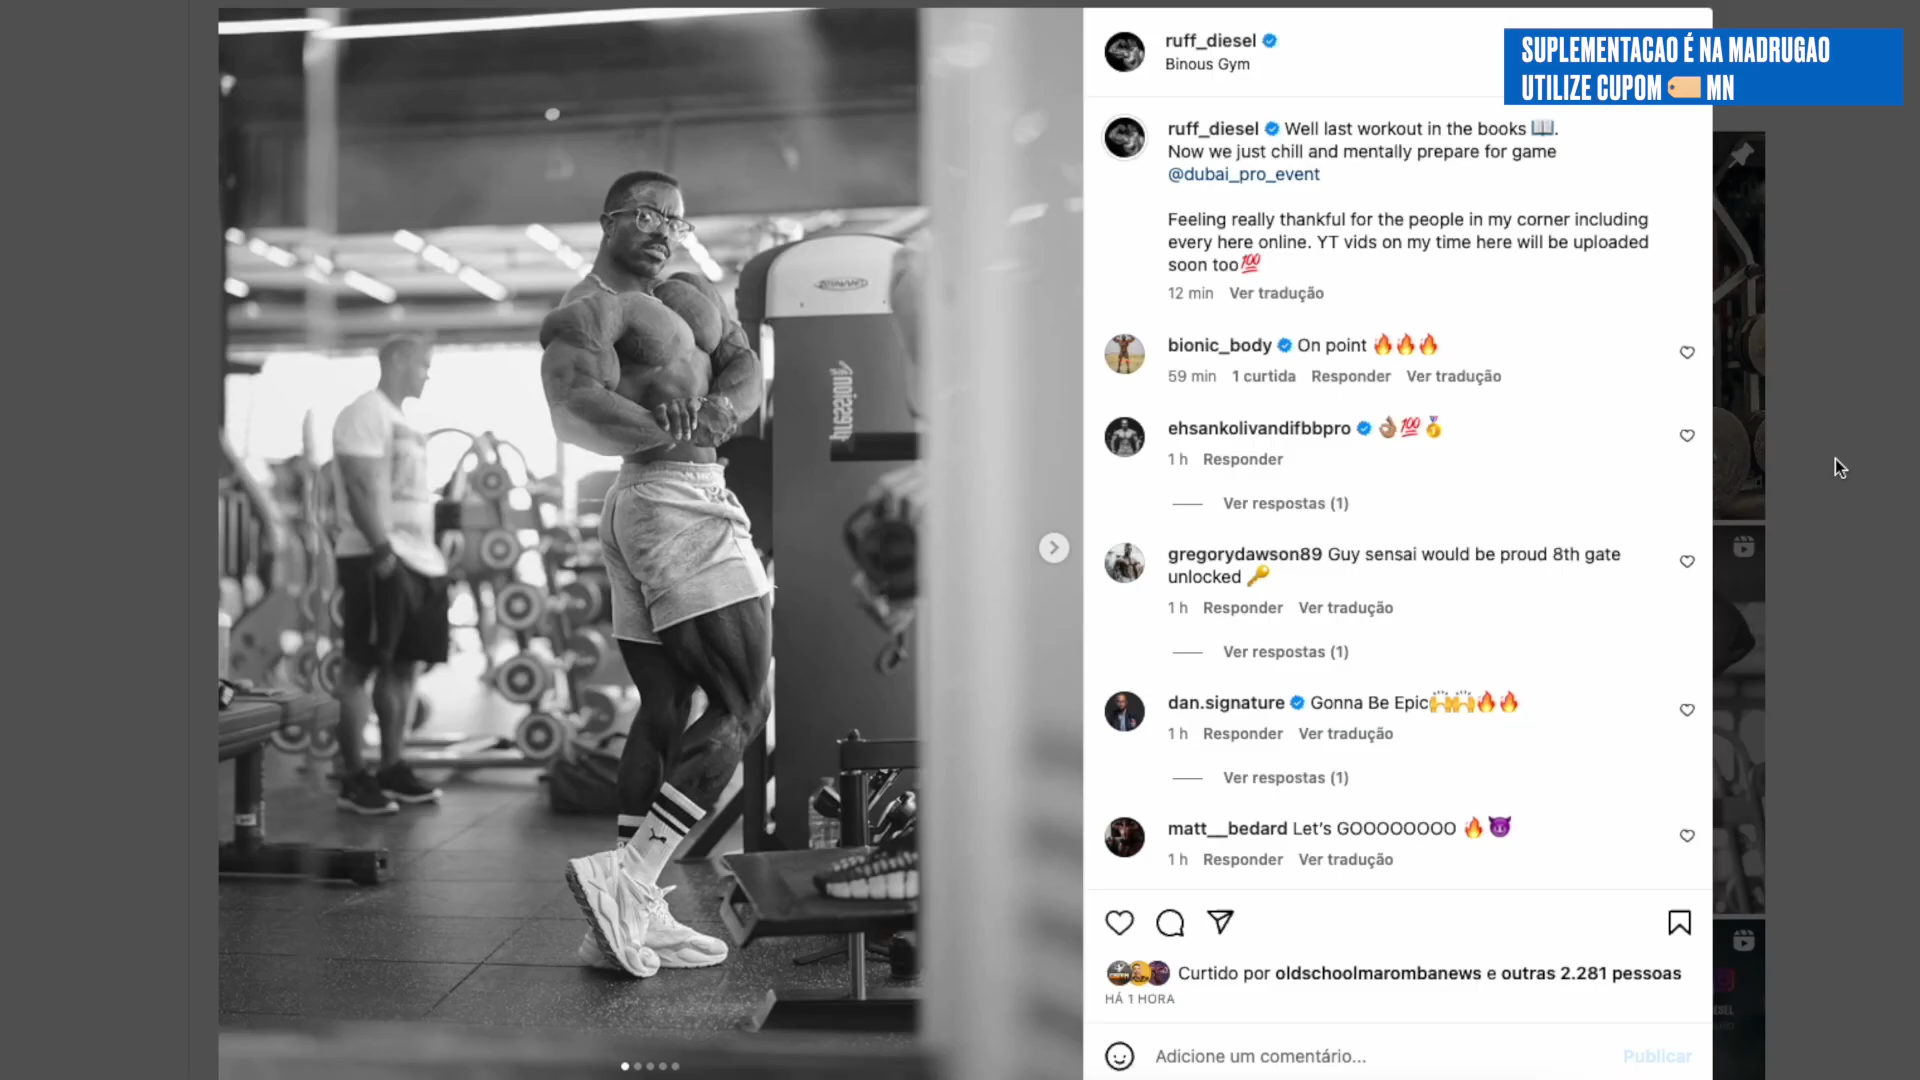 ruff_diesel
Binous Gym
SUPLEMENTACAO É NA MADRUGAO
UTILIZE CUPOM 🏷️ MN
ruff_diesel Well last workout in the books 📖.
Now we just chill and mentally prepare for game
@dubai_pro_event
Feeling really thankful for the people in my corner including
every here online. YT vids on my time here will be uploaded
soon too💯
12 min Ver tradução
bionic_body On point 🔥🔥🔥
59 min 1 curtida Responder Ver tradução
ehsankolivandifbbpro 👌🏽💯🥇
1 h Responder
Ver respostas (1)
gregorydawson89 Guy sensai would be proud 8th gate
unlocked 🔑
1 h Responder Ver tradução
Ver respostas (1)
dan.signature Gonna Be Epic🙌🙌🔥🔥
1 h Responder Ver tradução
Ver respostas (1)
matt__bedard Let's GOOOOOOOO 🔥😈
1 h Responder Ver tradução
Curtido por oldschoolmarombanews e outras 2.281 pessoas
HÁ 1 HORA
Adicione um comentário...
Publicar